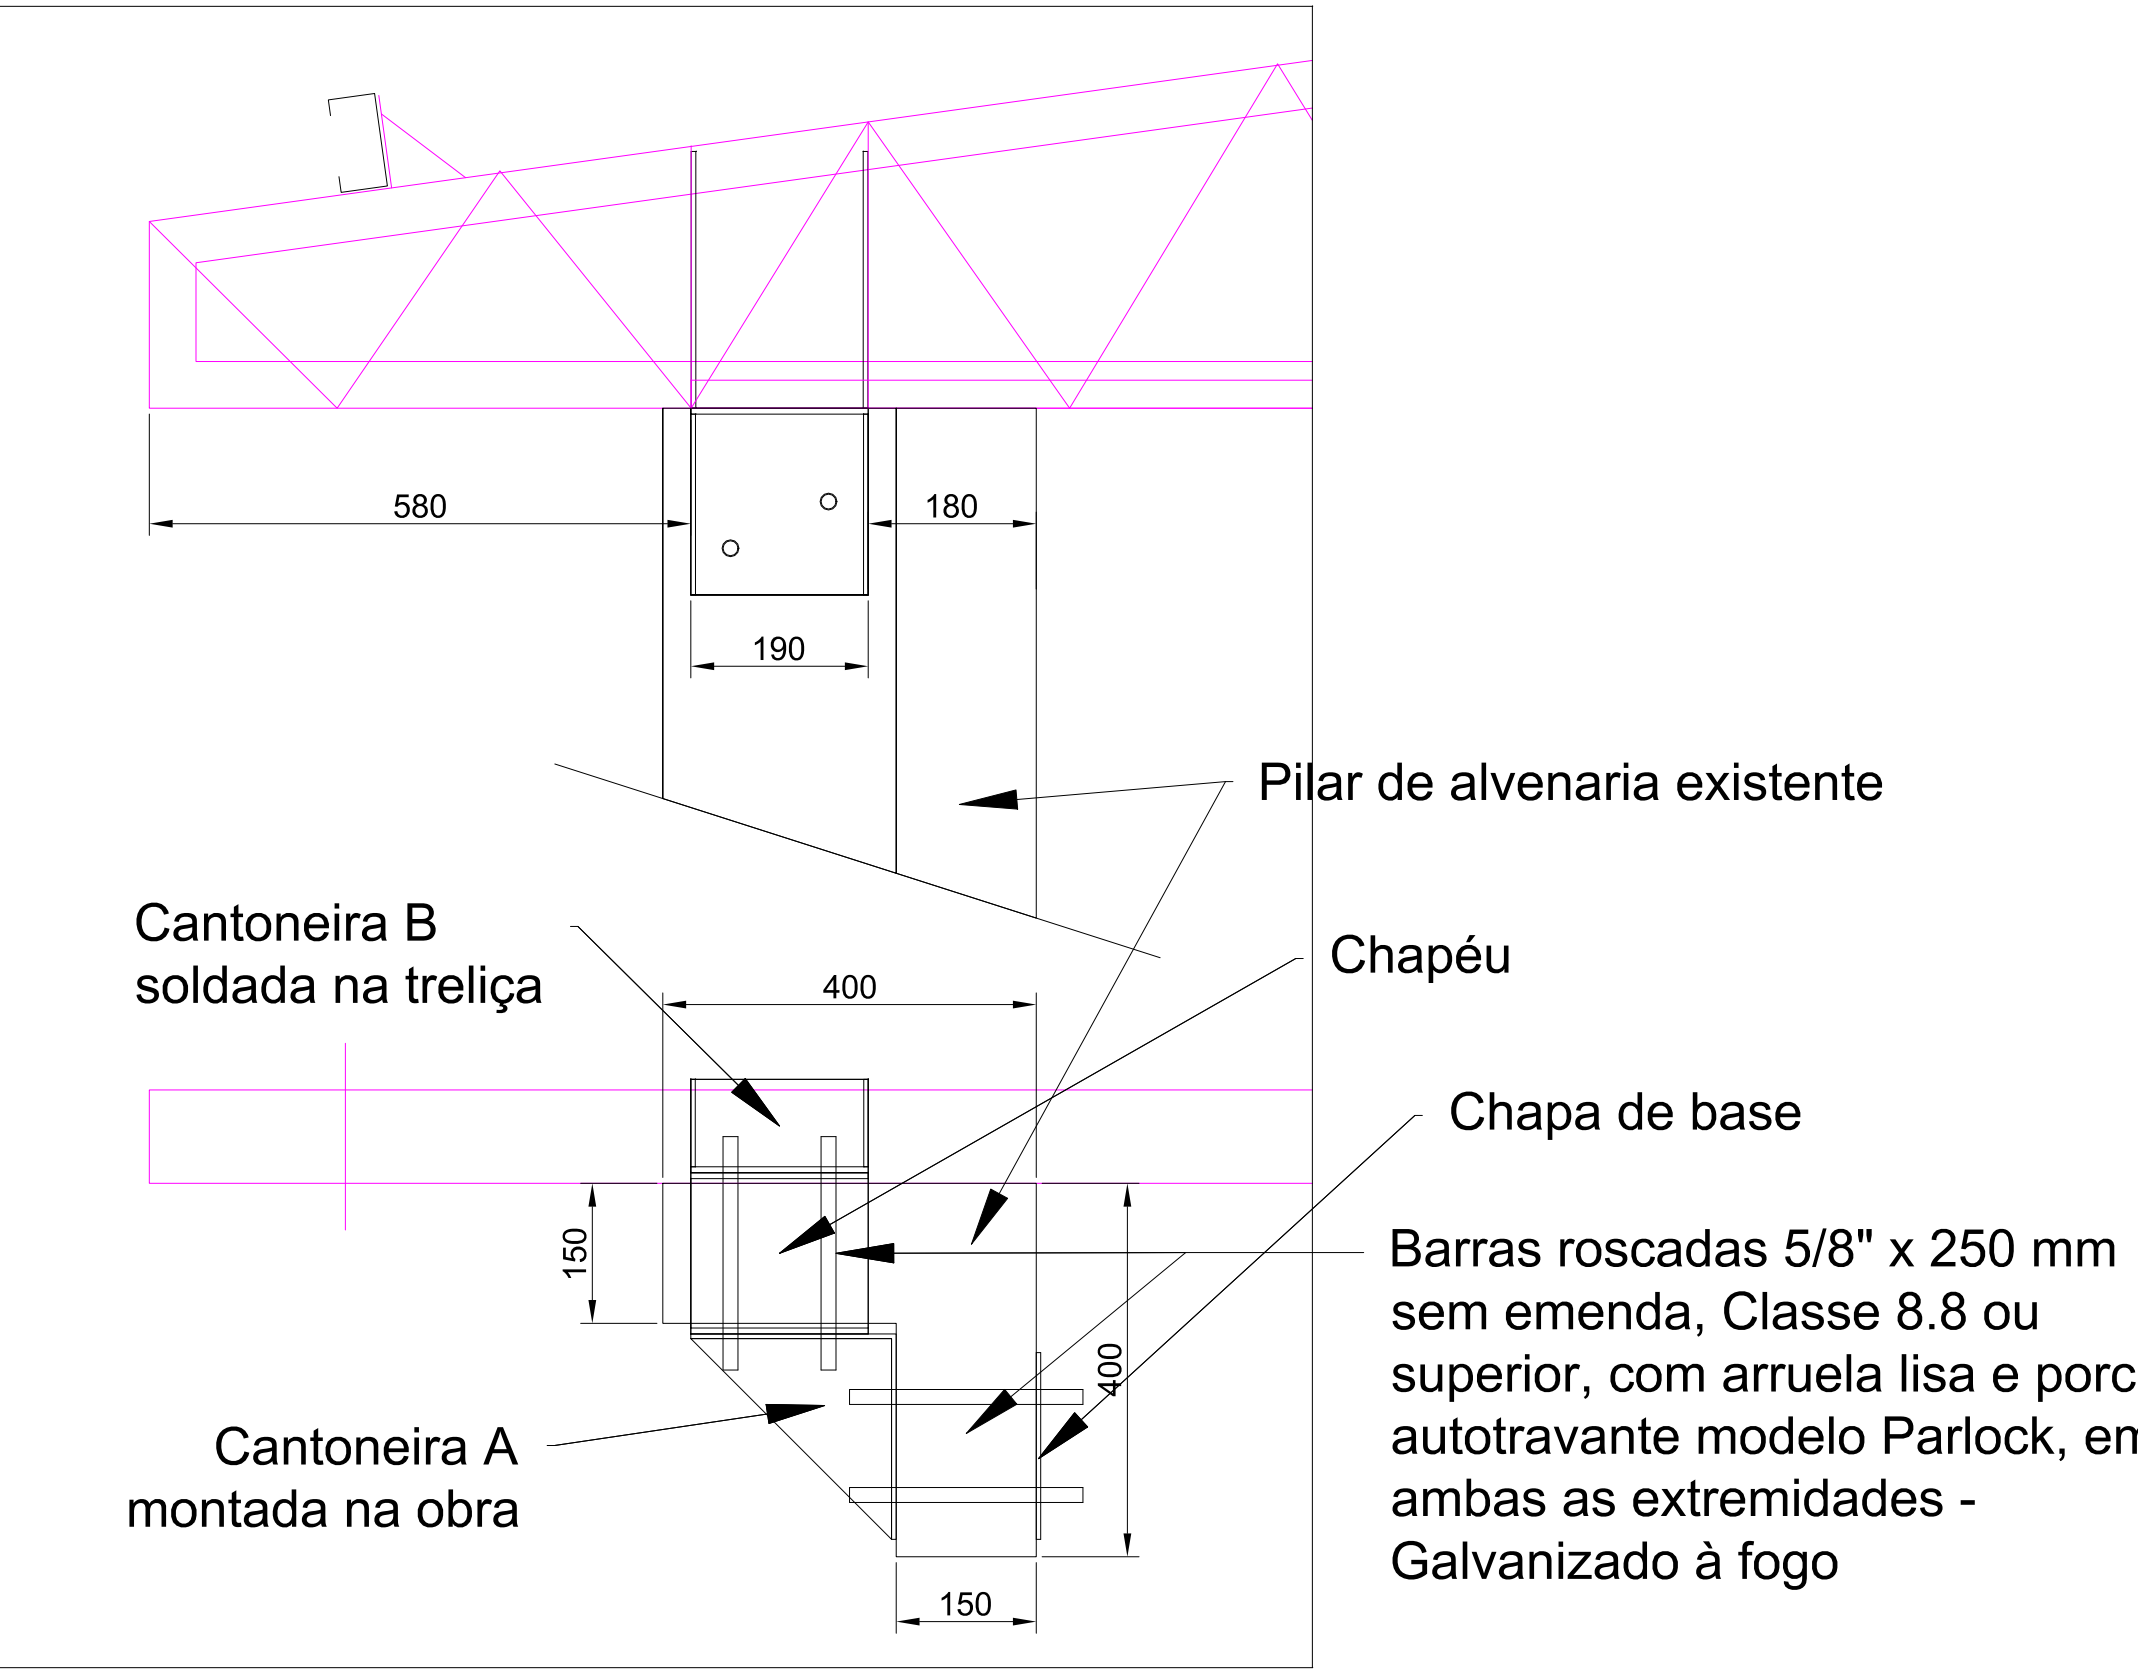 580
180
190
Pilar de alvenaria existente
Cantoneira B
soldada na treliça
Chapéu
400
Chapa de base
150
Barras roscadas 5/8" x 250 mm
sem emenda, Classe 8.8 ou
superior, com arruela lisa e porc
autotravante modelo Parlock, em
ambas as extremidades -
Galvanizado à fogo
400
Cantoneira A
montada na obra
150